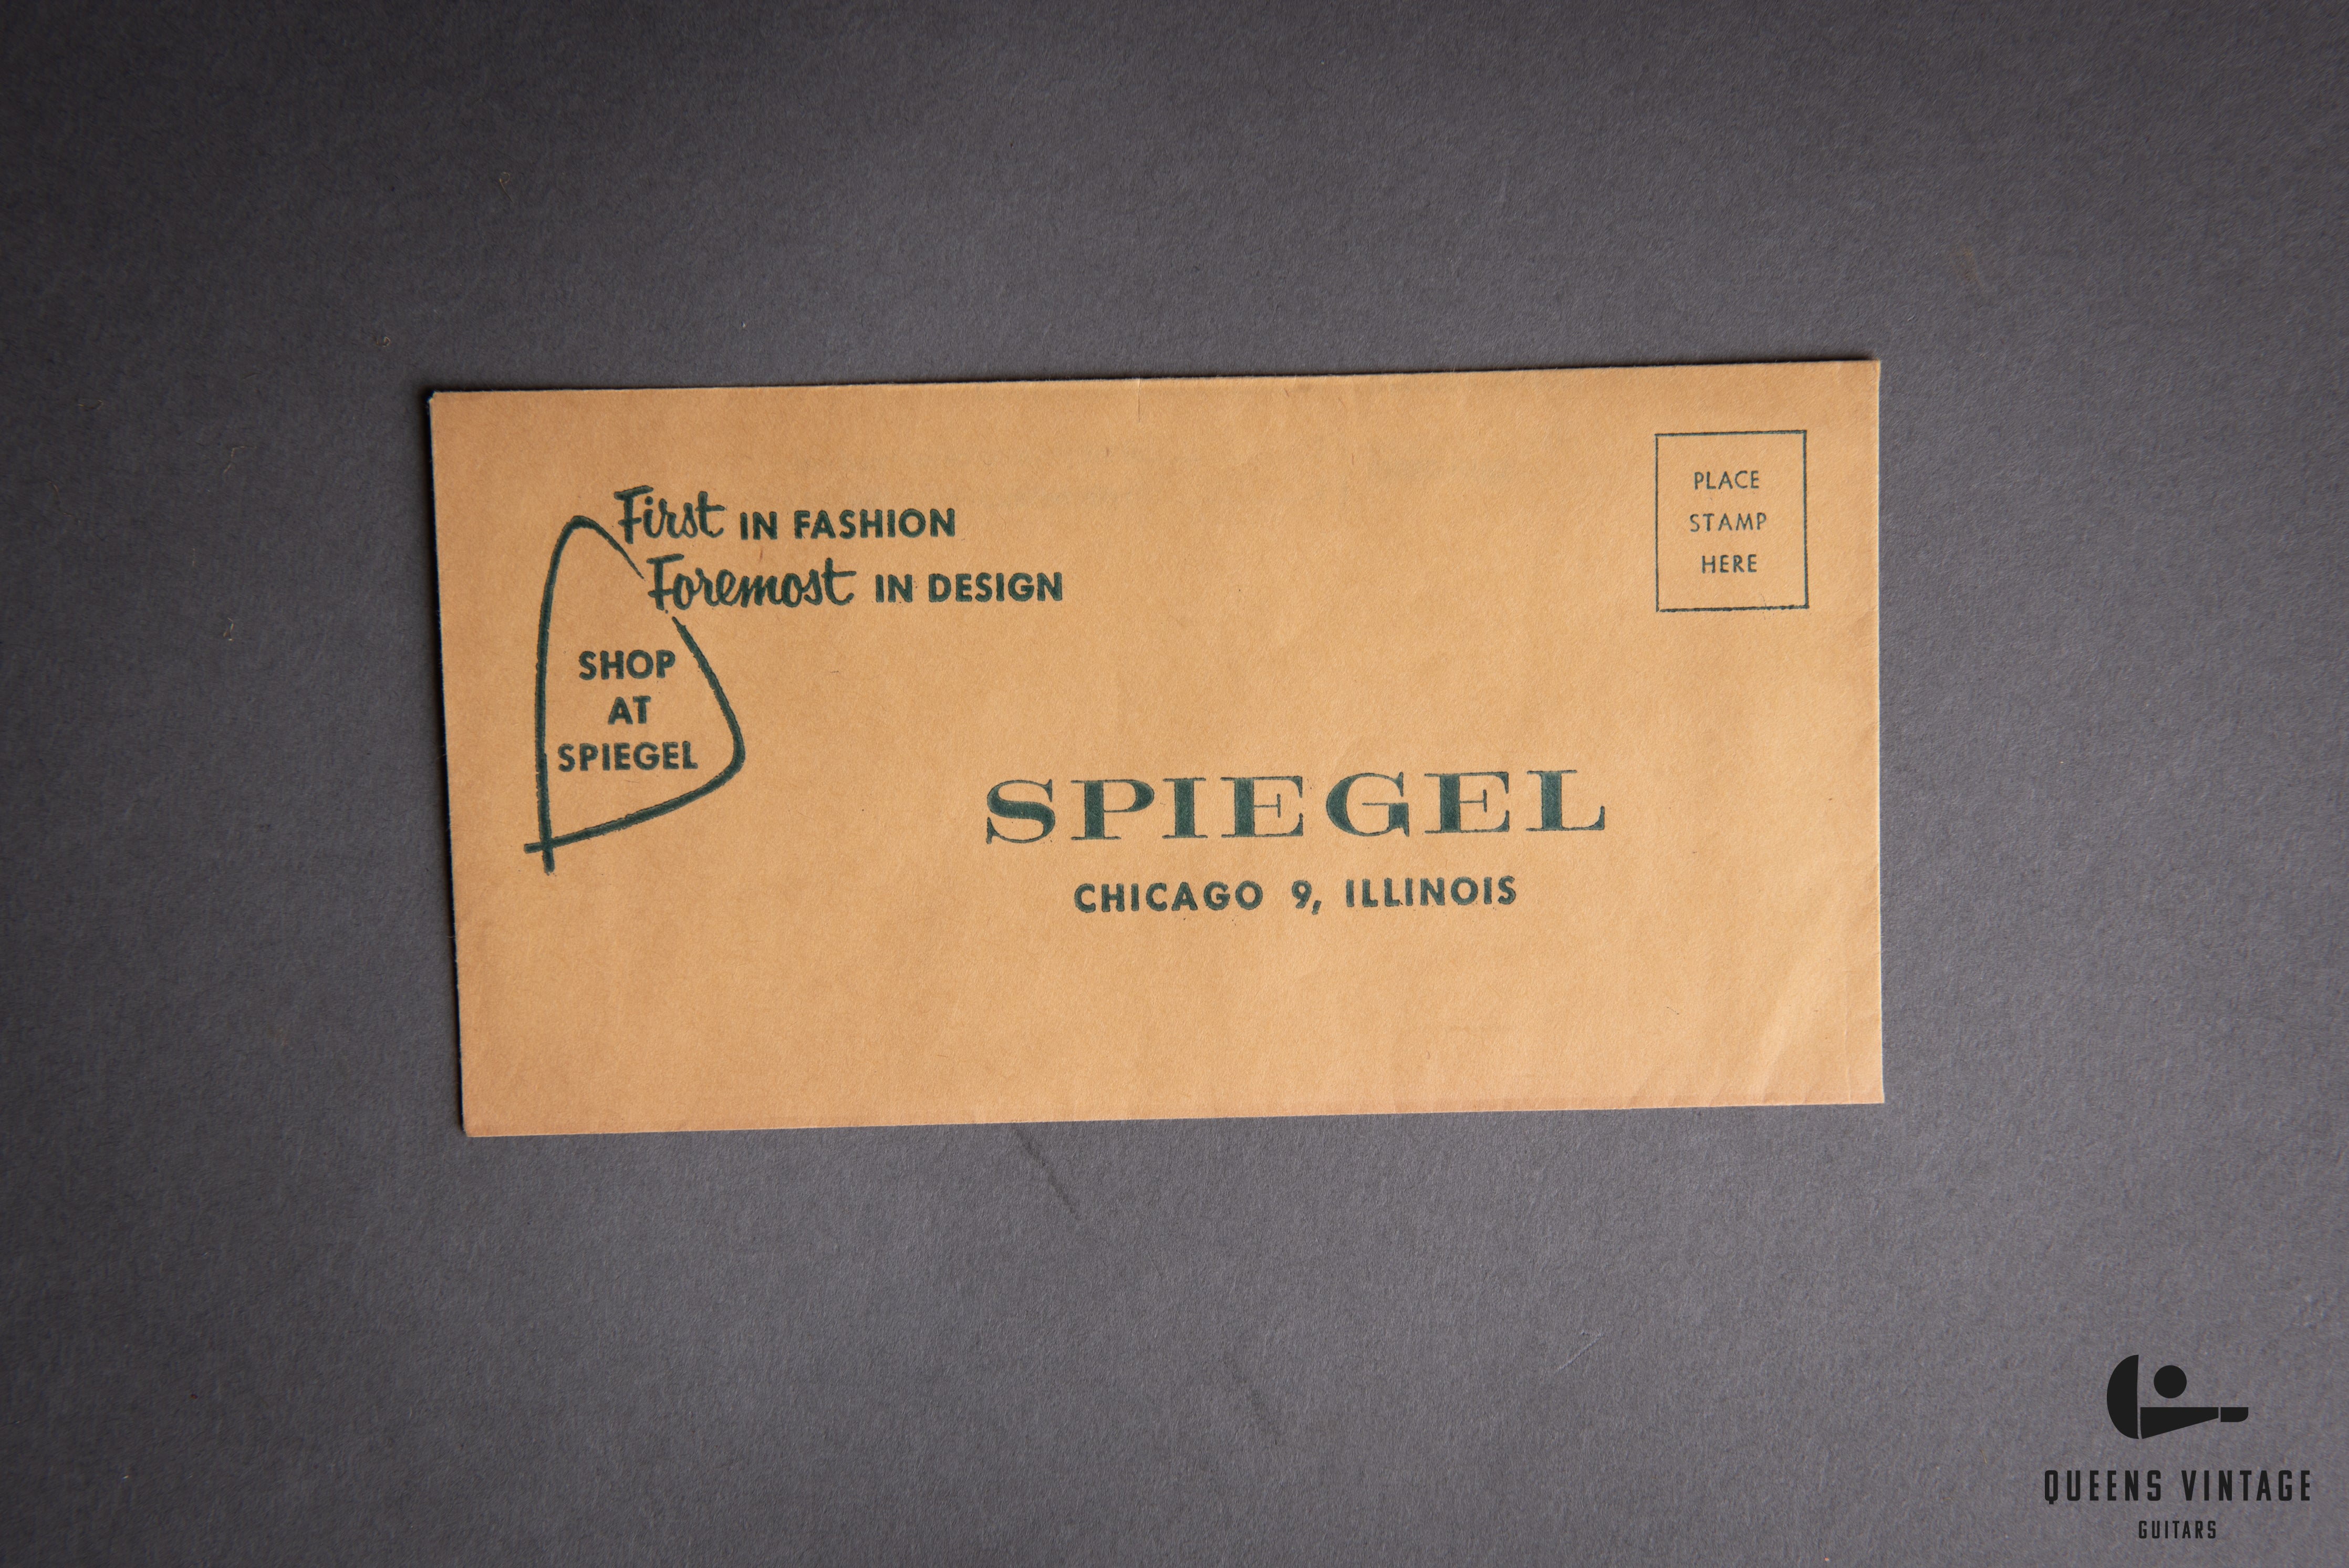 First IN FASHION
Foremost IN DESIGN
SHOP
AT
SPIEGEL
PLACE
STAMP
HERE
SPIEGEL
CHICAGO 9, ILLINOIS
QUEENS VINTAGE
GUITARS